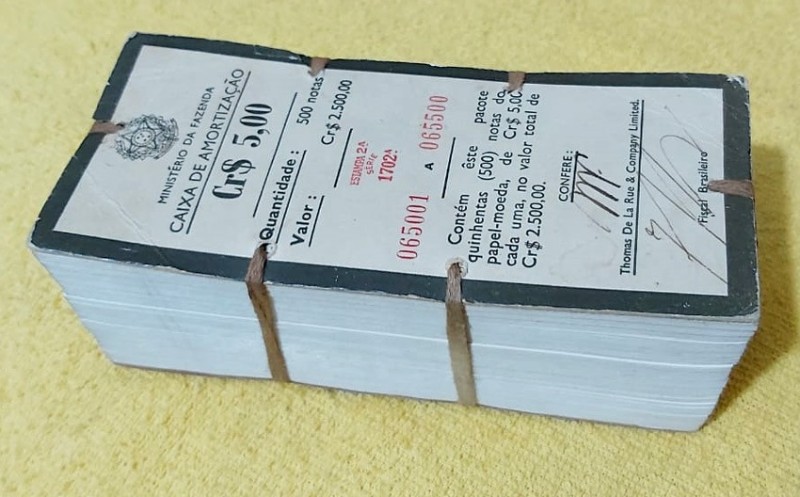 MINISTÉRIO DA FAZENDA
CAIXA DE AMORTIZAÇÃO
Cr$ 5,00
Quantidade: 500 notas
Valor: Cr$ 2.500,00
ESTAMPA 2A
SÉRIE
1702ª
065001 A 065500
Contém êste pacote
quinhentas (500) notas do
papel-moeda, de Cr$ 5,00
cada uma, no valor total de
Cr$ 2.500,00.
CONFERE:
Thomas De La Rue & Company Limited.
Fiscal Brasileiro